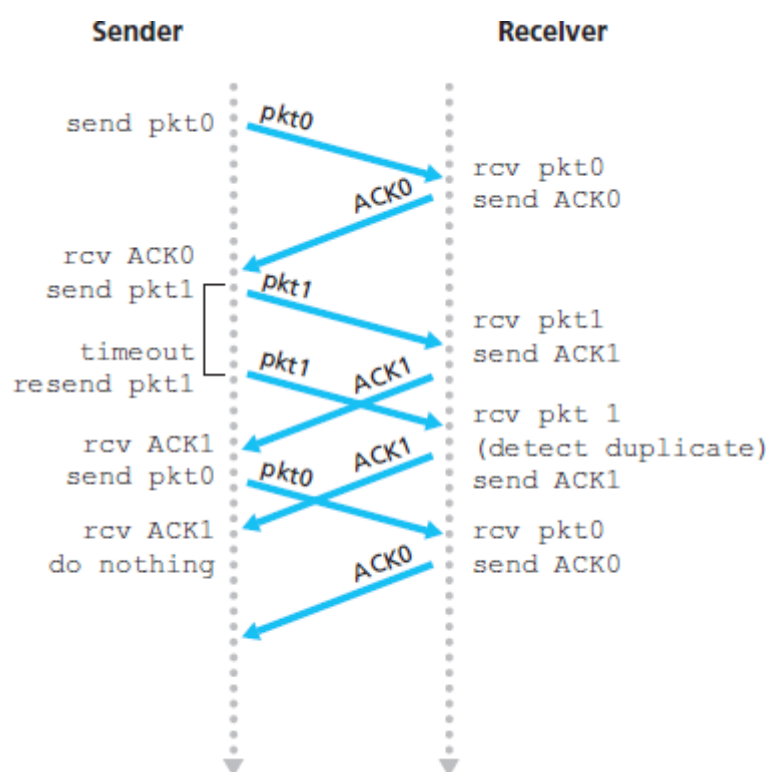 Sender
Receiver
send pkt0
pkt0
rcv pkt0
send ACK0
ACK0
rcv ACK0
send pkt1
pkt1
rcv pkt1
send ACK1
timeout
resend pkt1
pkt1
ACK1
rcv pkt 1
(detect duplicate)
send ACK1
rcv ACK1
send pkt0
pkt0
ACK1
rcv ACK1
do nothing
rcv pkt0
send ACK0
ACK0